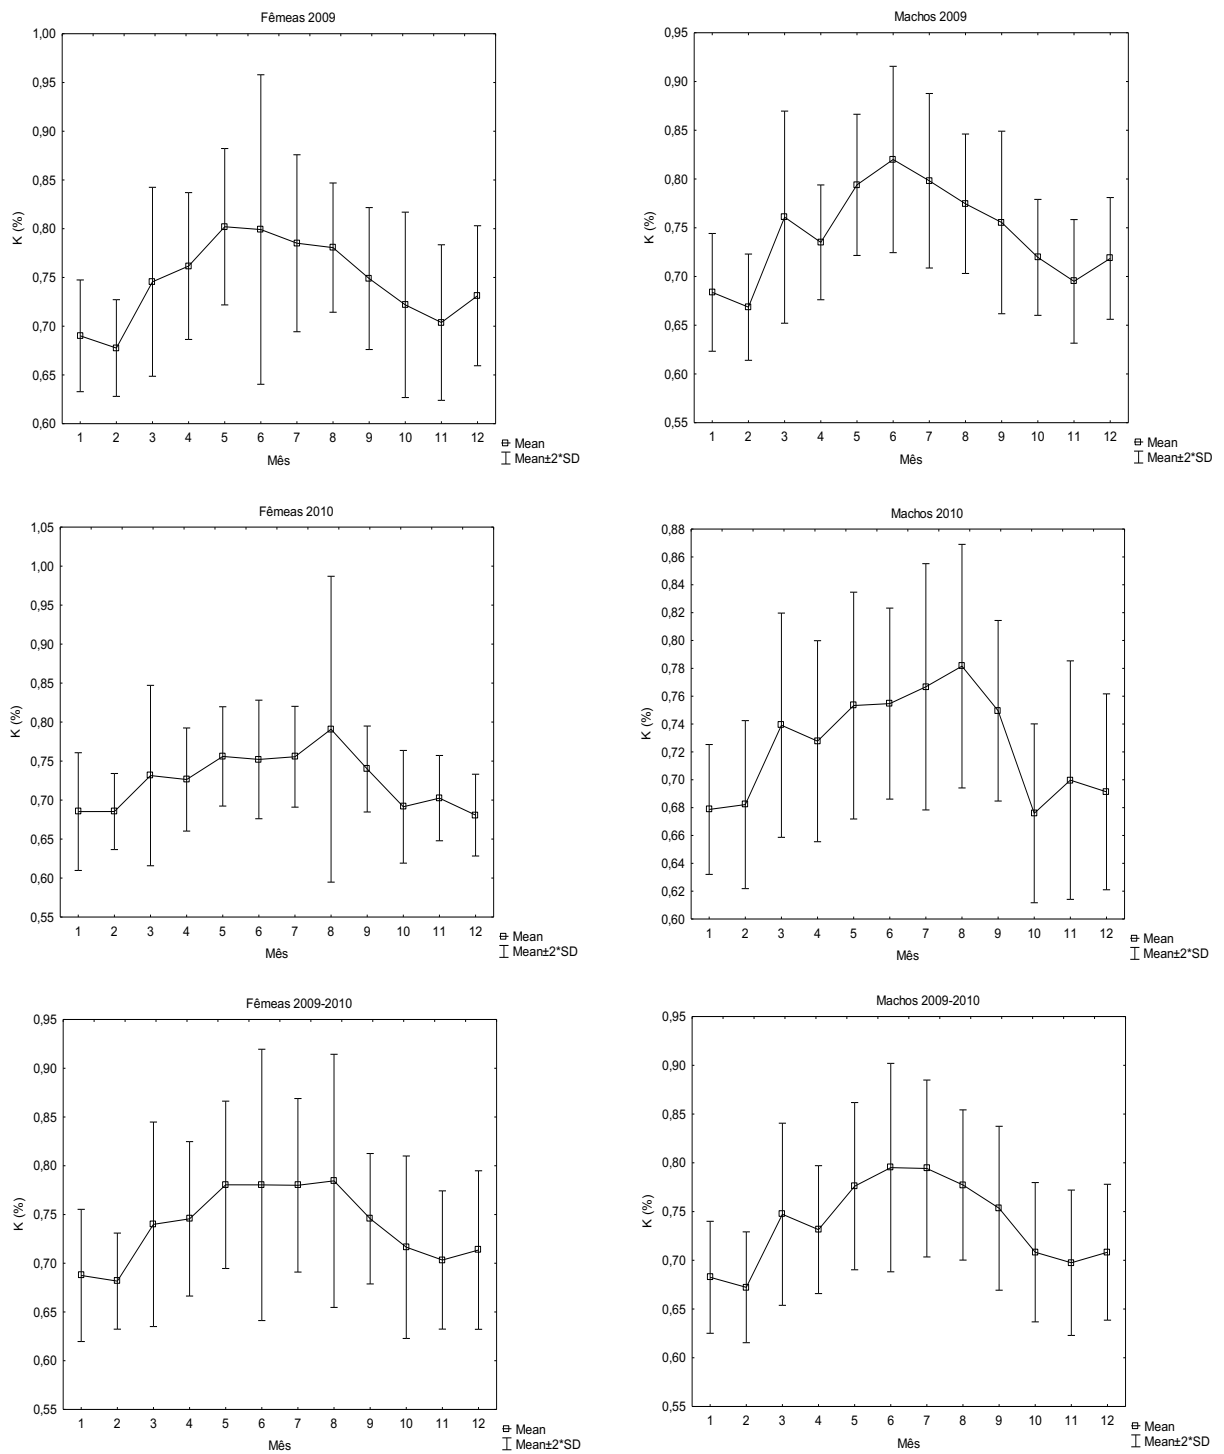 Fêmeas 2009
1,00
0,95
0,90
0,85
0,80
0,75
0,70
0,65
0,60
K (%)
1 2 3 4 5 6 7 8 9 10 11 12
Mês
Mean
Mean±2*SD
Machos 2009
0,95
0,90
0,85
0,80
0,75
0,70
0,65
0,60
0,55
K (%)
1 2 3 4 5 6 7 8 9 10 11 12
Mês
Mean
Mean±2*SD
Fêmeas 2010
1,05
1,00
0,95
0,90
0,85
0,80
0,75
0,70
0,65
0,60
0,55
K (%)
1 2 3 4 5 6 7 8 9 10 11 12
Mês
Mean
Mean±2*SD
Machos 2010
0,88
0,86
0,84
0,82
0,80
0,78
0,76
0,74
0,72
0,70
0,68
0,66
0,64
0,62
0,60
K (%)
1 2 3 4 5 6 7 8 9 10 11 12
Mês
Mean
Mean±2*SD
Fêmeas 2009-2010
0,95
0,90
0,85
0,80
0,75
0,70
0,65
0,60
0,55
K (%)
1 2 3 4 5 6 7 8 9 10 11 12
Mês
Mean
Mean±2*SD
Machos 2009-2010
0,95
0,90
0,85
0,80
0,75
0,70
0,65
0,60
0,55
K (%)
1 2 3 4 5 6 7 8 9 10 11 12
Mês
Mean
Mean±2*SD